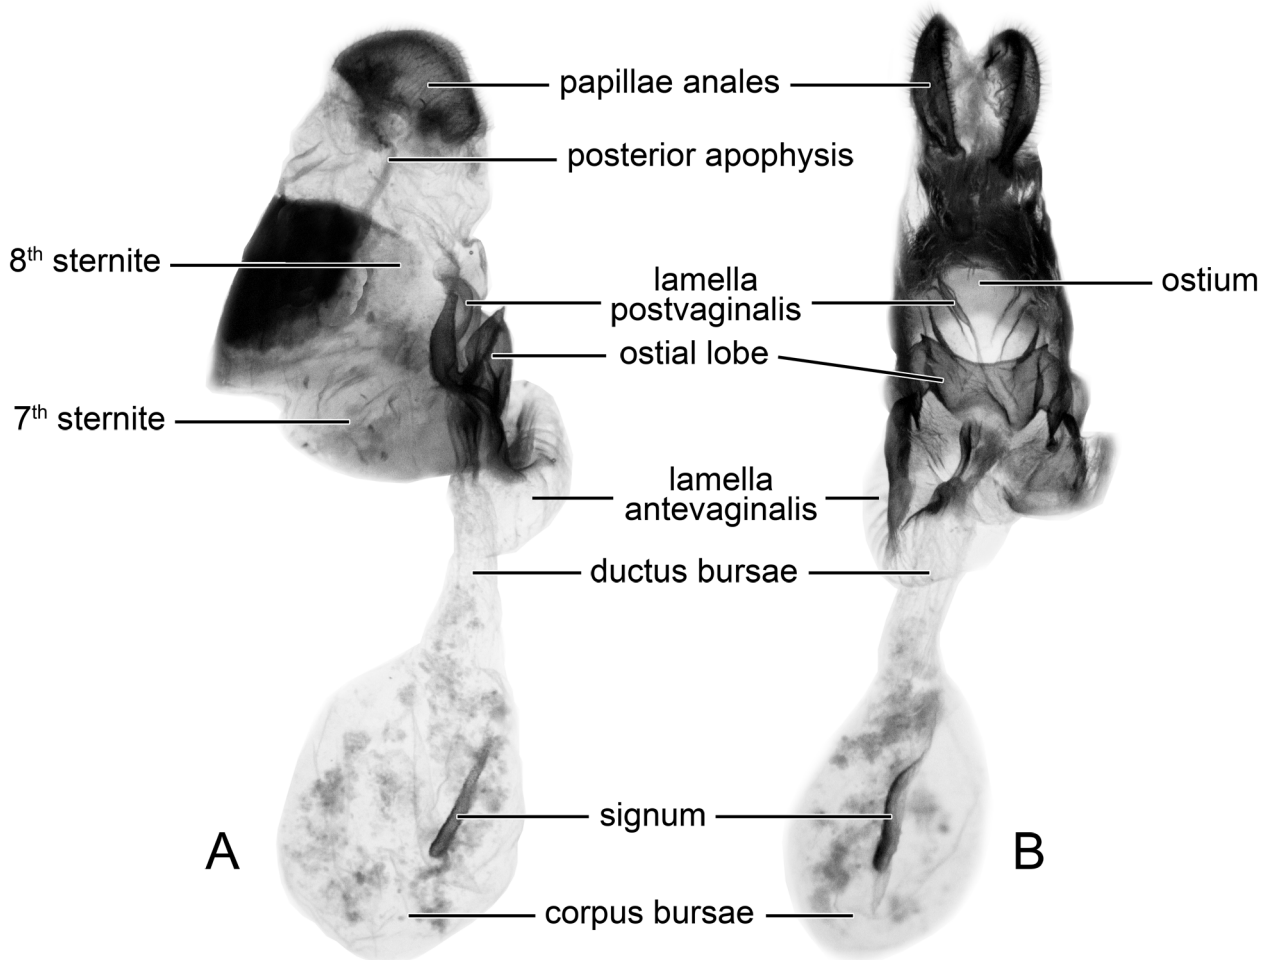 papillae anales
posterior apophysis
8th sternite
lamella
postvaginalis
ostium
ostial lobe
7th sternite
lamella
antevaginalis
ductus bursae
signum
A
B
corpus bursae